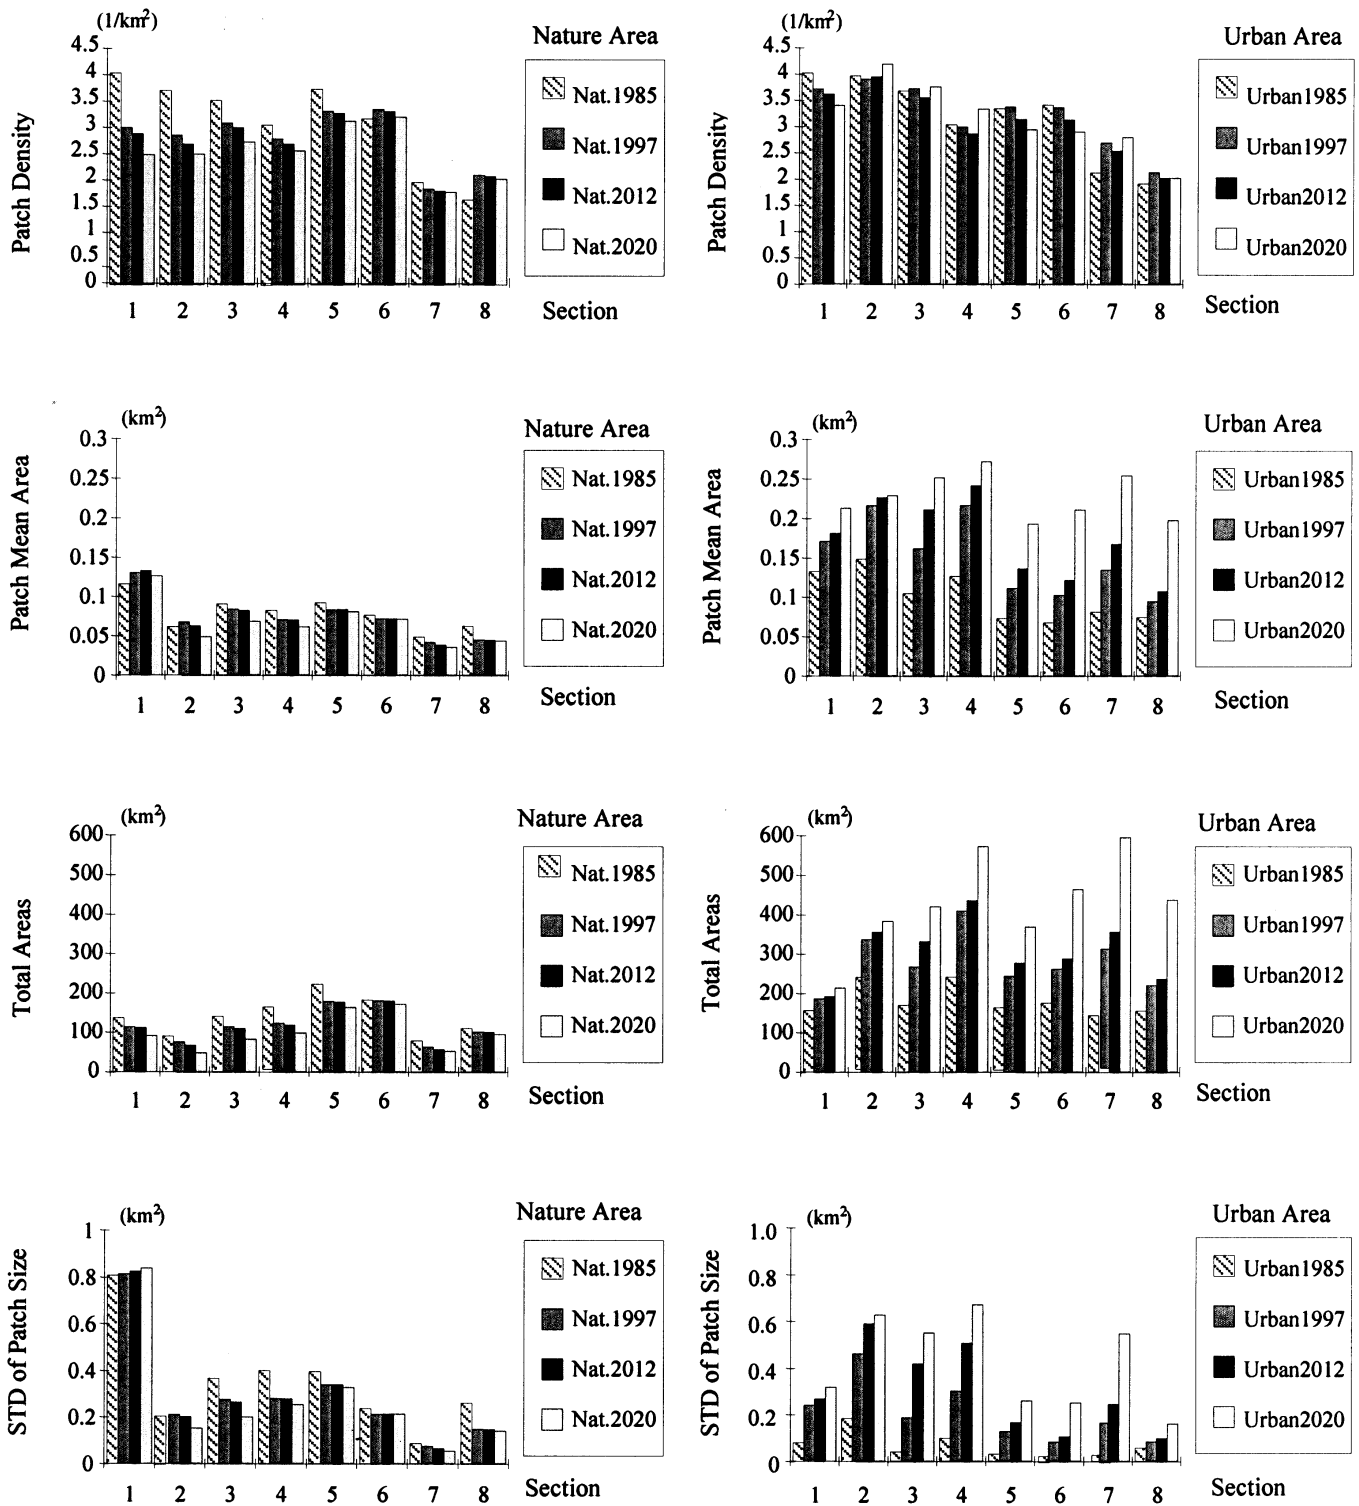 (1/km²)
Nature Area
Patch Density
4.5
4
3.5
3
2.5
2
1.5
1
0.5
0
Nat.1985
Nat.1997
Nat.2012
Nat.2020
1 2 3 4 5 6 7 8 Section
(1/km²)
Urban Area
Patch Density
4.5
4
3.5
3
2.5
2
1.5
1
0.5
0
Urban1985
Urban1997
Urban2012
Urban2020
1 2 3 4 5 6 7 8 Section
(km²)
Nature Area
Patch Mean Area
0.3
0.25
0.2
0.15
0.1
0.05
0
Nat.1985
Nat.1997
Nat.2012
Nat.2020
1 2 3 4 5 6 7 8 Section
(km²)
Urban Area
Patch Mean Area
0.3
0.25
0.2
0.15
0.1
0.05
0
Urban1985
Urban1997
Urban2012
Urban2020
1 2 3 4 5 6 7 8 Section
(km²)
Nature Area
Total Areas
600
500
400
300
200
100
0
Nat.1985
Nat.1997
Nat.2012
Nat.2020
1 2 3 4 5 6 7 8 Section
(km²)
Urban Area
Total Areas
600
500
400
300
200
100
0
Urban1985
Urban1997
Urban2012
Urban2020
1 2 3 4 5 6 7 8 Section
(km²)
Nature Area
STD of Patch Size
1
0.8
0.6
0.4
0.2
0
Nat.1985
Nat.1997
Nat.2012
Nat.2020
1 2 3 4 5 6 7 8 Section
(km²)
Urban Area
STD of Patch Size
1.0
0.8
0.6
0.4
0.2
0
Urban1985
Urban1997
Urban2012
Urban2020
1 2 3 4 5 6 7 8 Section